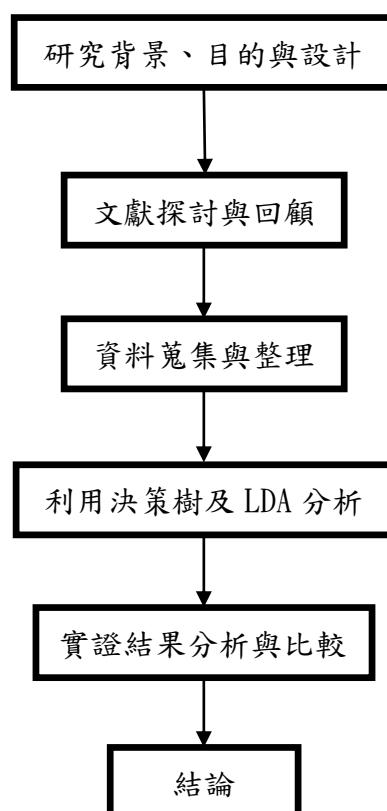 研究背景、目的與設計
文獻探討與回顧
資料蒐集與整理
利用決策樹及 LDA 分析
實證結果分析與比較
結論